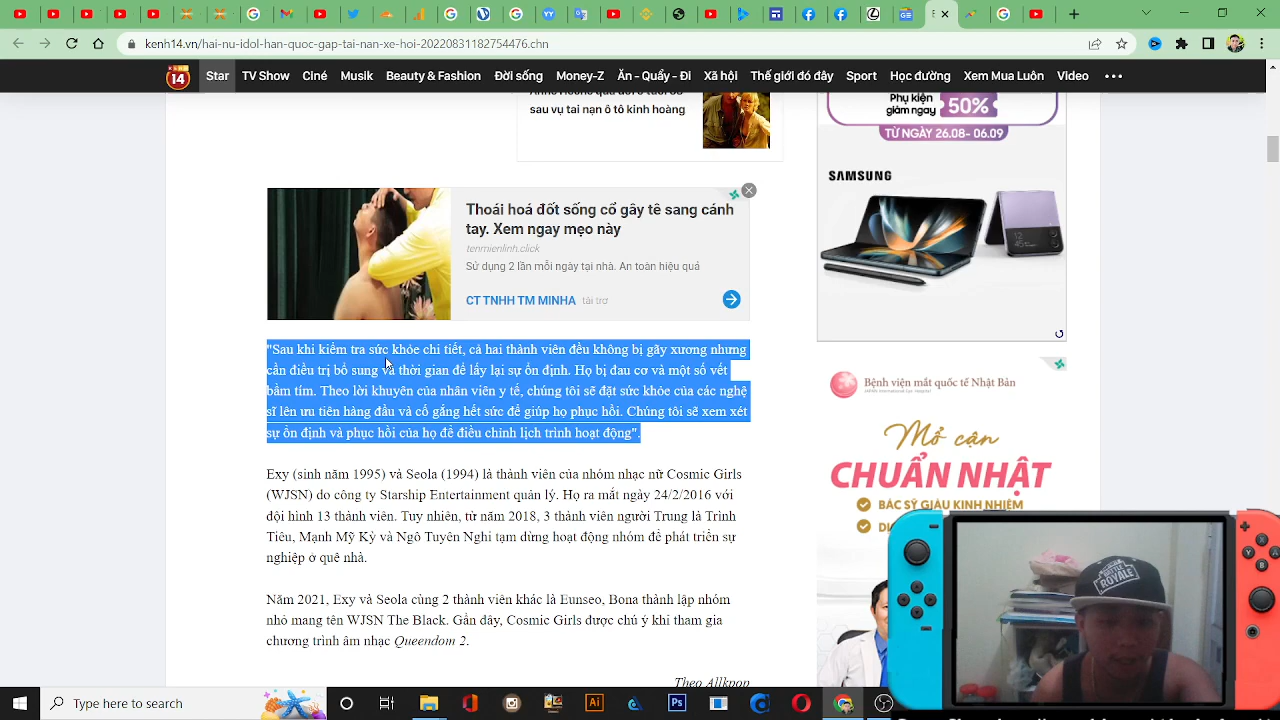 kenh14.vn/nhan-idol-han-quoc-gap-tai-nan-xe-hoi-20220831182754476.chn
14
Star
TV Show
Ciné
Musik
Beauty & Fashion
Đời sống
Money-Z
Ăn - Quẩy - Đi
Xã hội
Thế giới đó đây
Sport
Học đường
Xem Mua Luôn
Video
sau vụ tai nạn ô tô kinh hoàng
Phụ kiện
giảm ngay
50%
TỪ NGÀY 26.08- 06.09
SAMSUNG
Thoái hoá đốt sống cổ gây tê sang cánh
tay. Xem ngay mẹo này
tenmienlinh.click
Sử dụng 2 lần mỗi ngày tại nhà. An toàn hiệu quả
CT TNHH TM MINHA tài trợ
"Sau khi kiểm tra sức khỏe chi tiết, cả hai thành viên đều không bị gãy xương nhưng
cần điều trị bổ sung và thời gian để lấy lại sự ổn định. Họ bị đau cơ và một số vết
bầm tím. Theo lời khuyên của nhân viên y tế, chúng tôi sẽ đặt sức khỏe của các nghệ
sĩ lên ưu tiên hàng đầu và cố gắng hết sức để giúp họ phục hồi. Chúng tôi sẽ xem xét
sự ổn định và phục hồi của họ để điều chỉnh lịch trình hoạt động".
Exy (sinh năm 1995) và Seola (1994) là thành viên của nhóm nhạc nữ Cosmic Girls
(WJSN) do công ty Starship Entertainment quản lý. Họ ra mắt ngày 24/2/2016 với
đội hình 13 thành viên. Tuy nhiên, từ năm 2018, 3 thành viên người Trung là Trình
Tiêu, Mạnh Mỹ Kỳ và Ngô Tuyên Nghi tạm dừng hoạt động nhóm để phát triển sự
nghiệp ở quê nhà.
Năm 2021, Exy và Seola cùng 2 thành viên khác là Eunseo, Bona thành lập nhóm
nhỏ mang tên WJSN The Black. Gần đây, Cosmic Girls được chú ý khi tham gia
chương trình âm nhạc Queendom 2.
Theo Allkpop
Bệnh viện mắt quốc tế Nhật Bản
Mổ cận
CHUẨN NHẬT
BÁC SỸ GIÀU KINH NGHIỆM
BATTLE
ROYALE
Type here to search